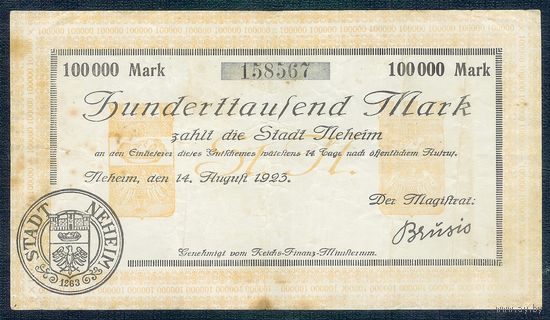 100 000 Mark 158567 100 000 Mark
Hunderttausend Mark
zahlt die Stadt Neheim
an den Einlieferer dieses Gutscheines spätestens 14 Tage nach öffentlichem Aufruf.
Neheim, den 14. August 1923.
Der Magistrat:
Brüsio
Genehmigt vom Reichs-Finanz-Ministerium.
STADT NEHEIM
1263